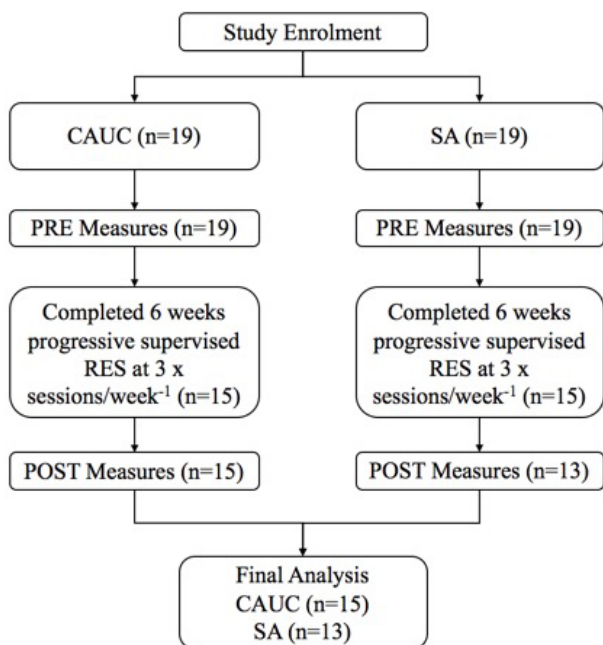 Study Enrolment
CAUC (n=19)
SA (n=19)
PRE Measures (n=19)
PRE Measures (n=19)
Completed 6 weeks
progressive supervised
RES at 3 x
sessions/week⁻¹ (n=15)
Completed 6 weeks
progressive supervised
RES at 3 x
sessions/week⁻¹ (n=15)
POST Measures (n=15)
POST Measures (n=13)
Final Analysis
CAUC (n=15)
SA (n=13)